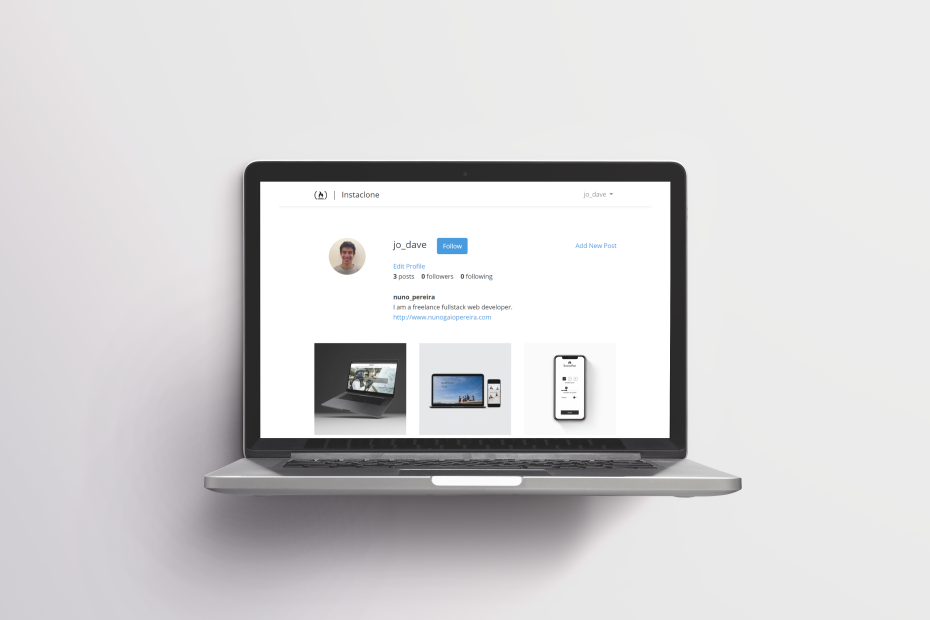 Instaclone
jo_dave
jo_dave
Follow
Add New Post
Edit Profile
3 posts 0 followers 0 following
nuno_pereira
I am a freelance fullstack web developer.
http://www.nunogaiopereira.com